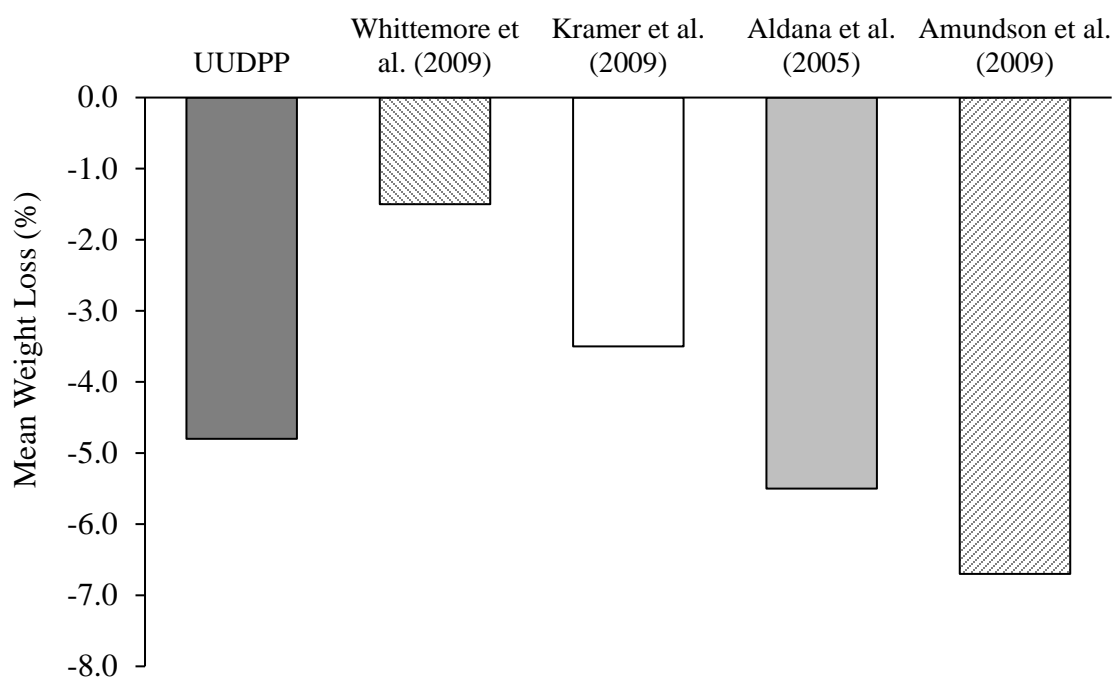 Whittemore et
al. (2009)
Kramer et al.
(2009)
Aldana et al.
(2005)
Amundson et al.
(2009)
UUDPP
0.0
-1.0
-2.0
-3.0
-4.0
-5.0
-6.0
-7.0
-8.0
Mean Weight Loss (%)